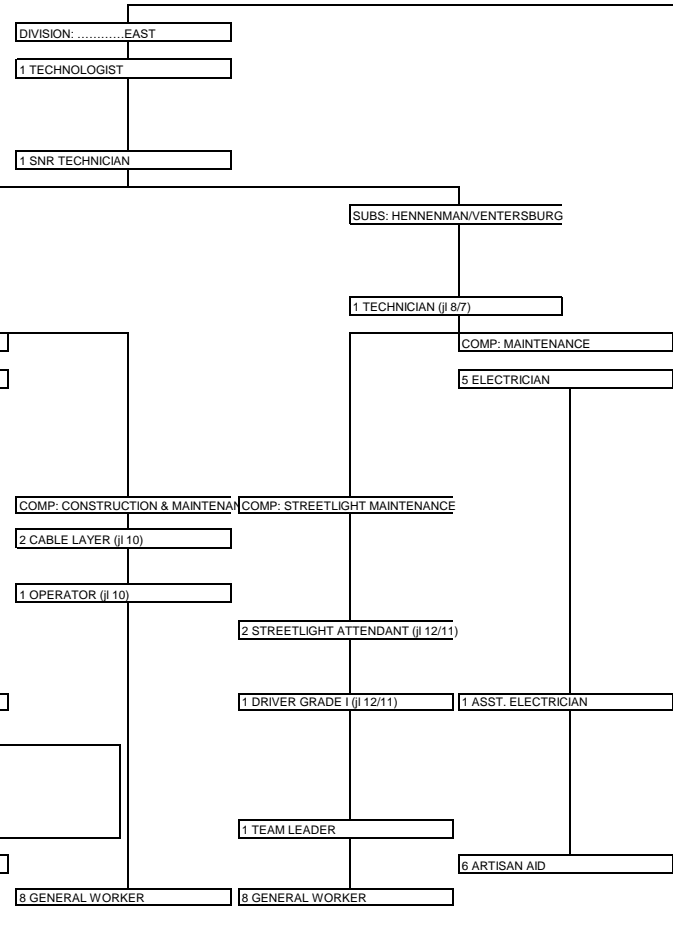 DIVISION: …………EAST
1 TECHNOLOGIST
1 SNR TECHNICIAN
SUBS: HENNENMAN/VENTERSBURG
1 TECHNICIAN (jl 8/7)
COMP: MAINTENANCE
5 ELECTRICIAN
COMP: CONSTRUCTION & MAINTENAN
COMP: STREETLIGHT MAINTENANCE
2 CABLE LAYER (jl 10)
1 OPERATOR (jl 10)
2 STREETLIGHT ATTENDANT (jl 12/11)
1 DRIVER GRADE I (jl 12/11)
1 ASST. ELECTRICIAN
1 TEAM LEADER
6 ARTISAN AID
8 GENERAL WORKER
8 GENERAL WORKER